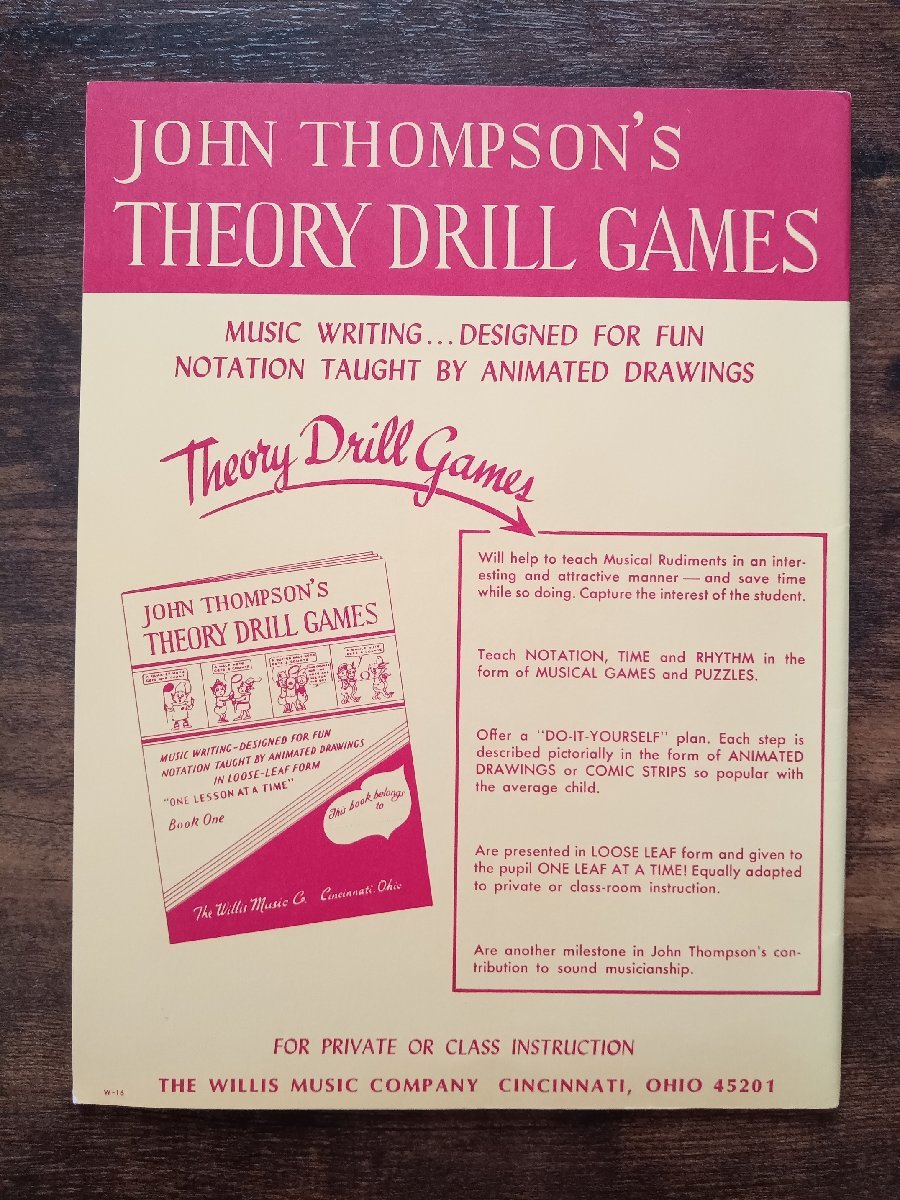 JOHN THOMPSON'S
THEORY DRILL GAMES
MUSIC WRITING...DESIGNED FOR FUN
NOTATION TAUGHT BY ANIMATED DRAWINGS
Theory Drill Games
Will help to teach Musical Rudiments in an inter-
esting and attractive manner — and save time
while so doing. Capture the interest of the student.
Teach NOTATION, TIME and RHYTHM in the
form of MUSICAL GAMES and PUZZLES.
Offer a "DO-IT-YOURSELF" plan. Each step is
described pictorially in the form of ANIMATED
DRAWINGS or COMIC STRIPS so popular with
the average child.
Are presented in LOOSE LEAF form and given to
the pupil ONE LEAF AT A TIME! Equally adapted
to private or class-room instruction.
Are another milestone in John Thompson's con-
tribution to sound musicianship.
JOHN THOMPSON'S
THEORY DRILL GAMES
MUSIC WRITING-DESIGNED FOR FUN
NOTATION TAUGHT BY ANIMATED DRAWINGS
IN LOOSE-LEAF FORM
"ONE LESSON AT A TIME"
Book One
This book belongs
to
The Willis Music Co. Cincinnati, Ohio
FOR PRIVATE OR CLASS INSTRUCTION
W-16
THE WILLIS MUSIC COMPANY CINCINNATI, OHIO 45201